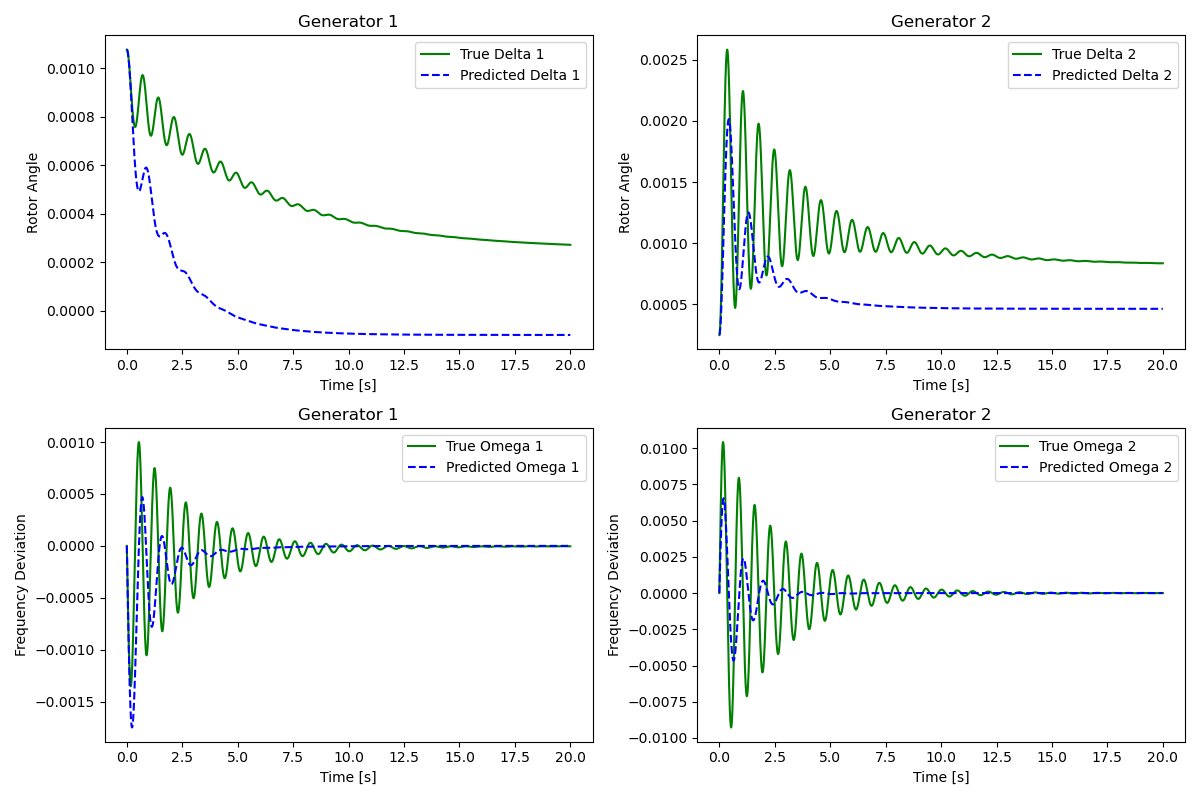 Generator 1
True Delta 1
Predicted Delta 1
Rotor Angle
0.0010
0.0008
0.0006
0.0004
0.0002
0.0000
0.0 2.5 5.0 7.5 10.0 12.5 15.0 17.5 20.0
Time [s]
Generator 2
True Delta 2
Predicted Delta 2
Rotor Angle
0.0025
0.0020
0.0015
0.0010
0.0005
0.0 2.5 5.0 7.5 10.0 12.5 15.0 17.5 20.0
Time [s]
Generator 1
True Omega 1
Predicted Omega 1
Frequency Deviation
0.0010
0.0005
0.0000
−0.0005
−0.0010
−0.0015
0.0 2.5 5.0 7.5 10.0 12.5 15.0 17.5 20.0
Time [s]
Generator 2
True Omega 2
Predicted Omega 2
Frequency Deviation
0.0100
0.0075
0.0050
0.0025
0.0000
−0.0025
−0.0050
−0.0075
−0.0100
0.0 2.5 5.0 7.5 10.0 12.5 15.0 17.5 20.0
Time [s]